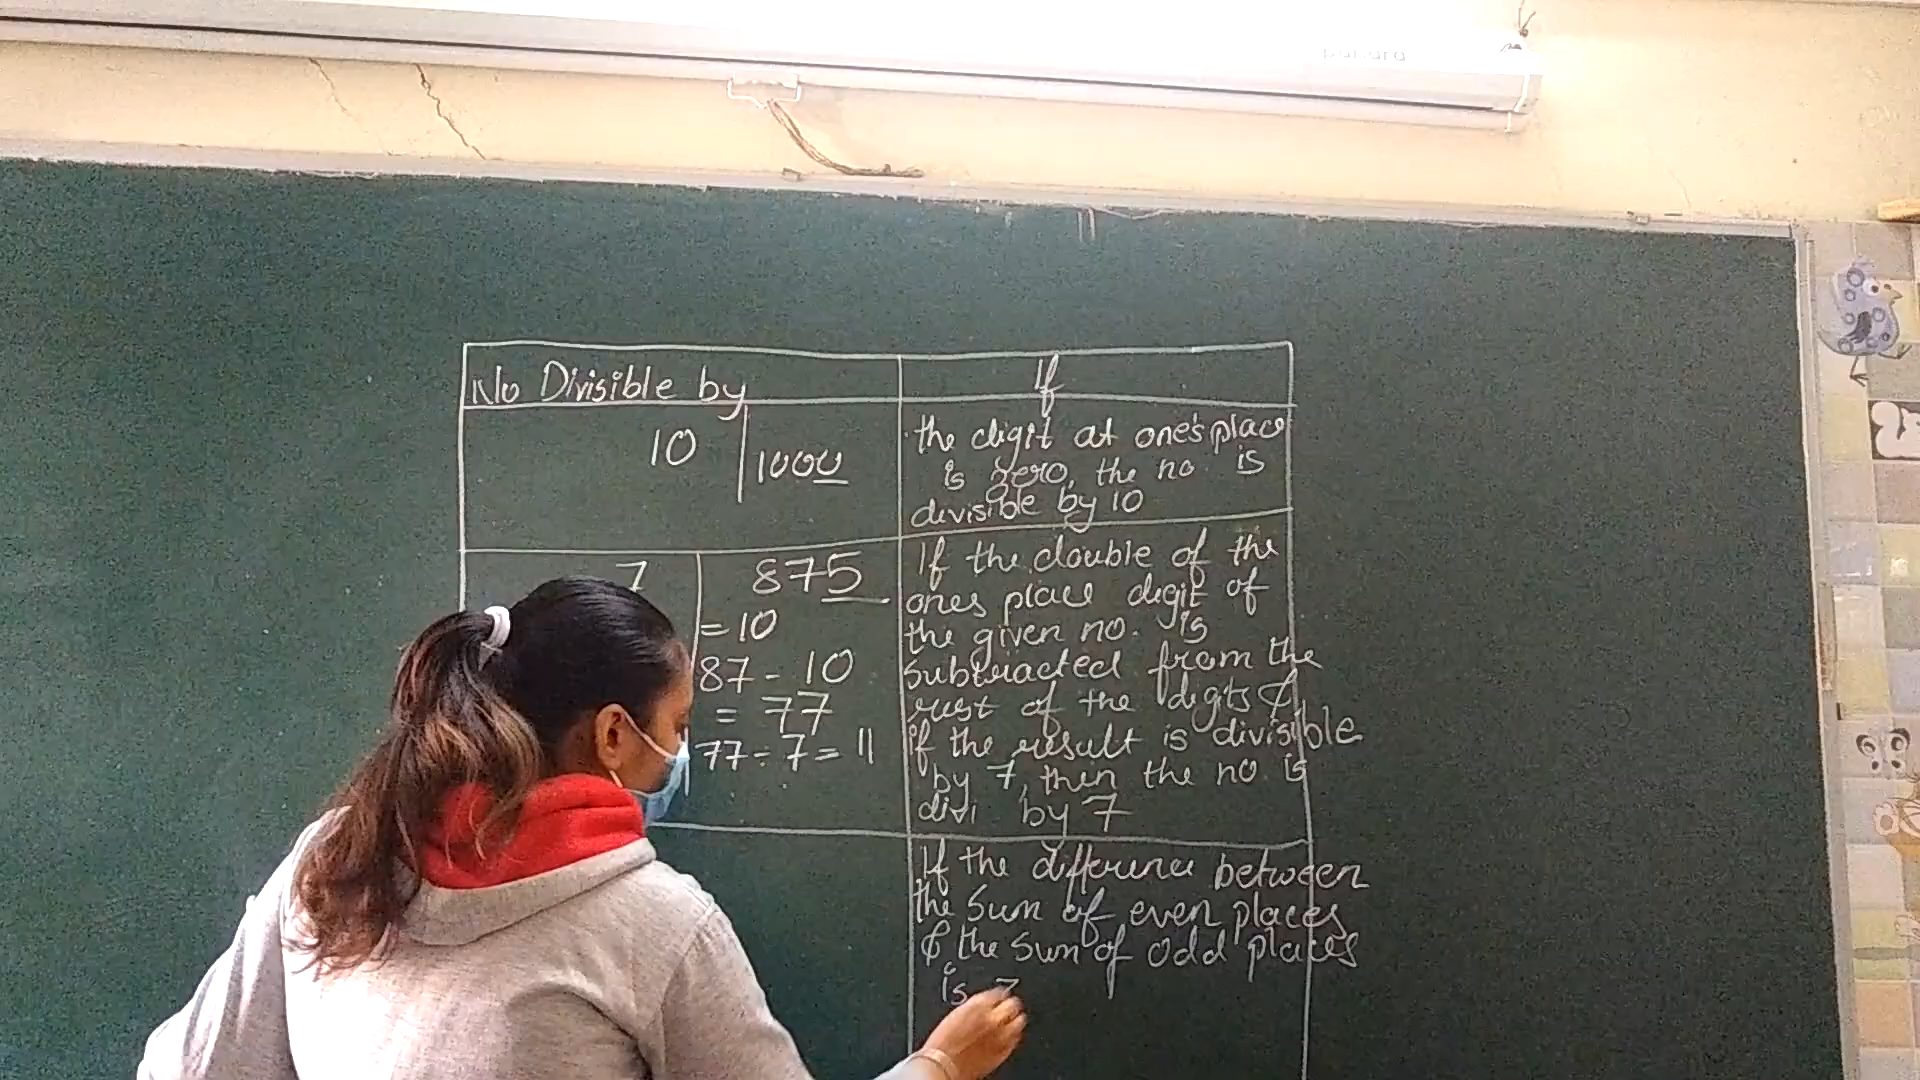 No Divisible by
If
10
1000
the digit at one's place
is zero, the no. is
divisible by 10
7
875
= 10
87 - 10
= 77
77 ÷ 7 = 11
If the double of the
ones place digit of
the given no. is
subtracted from the
rest of the digits &
if the result is divisible
by 7, then the no. is
divi by 7
If the difference between
the sum of even places
& the sum of odd places
is